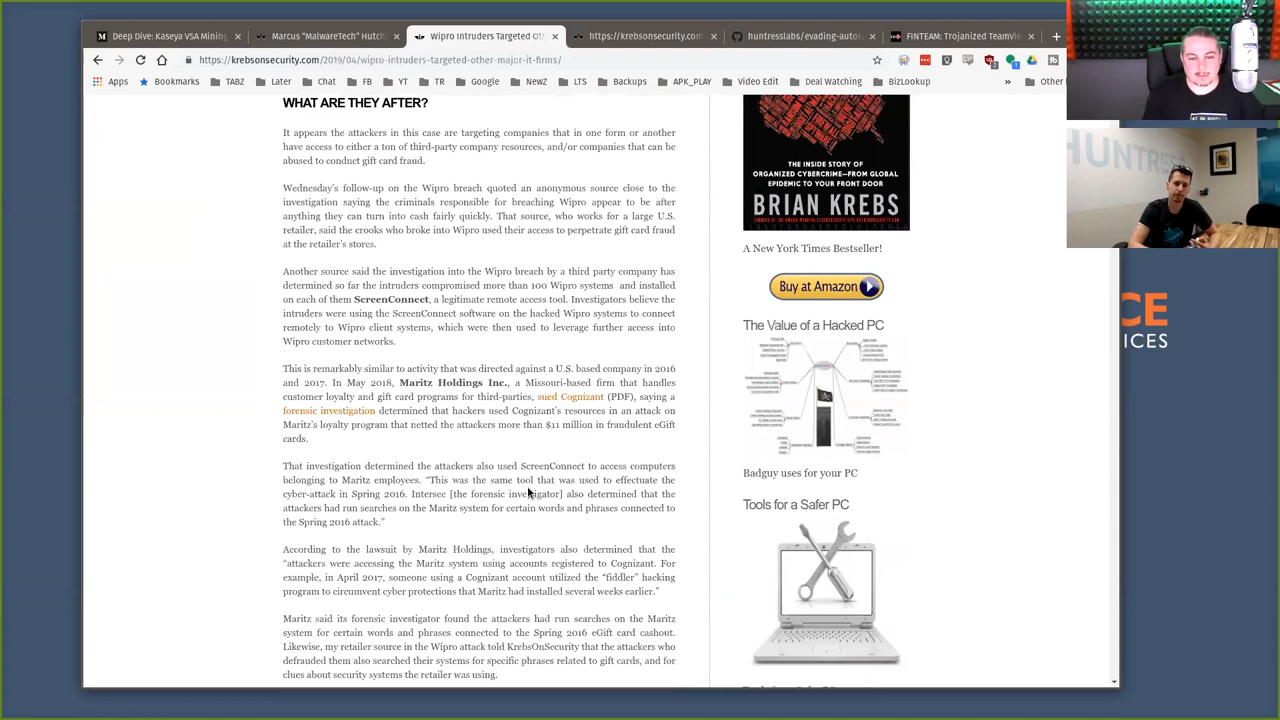 Deep Dive: Kaseya VSA Mining
Marcus "MalwareTech" Hutch
Wipro Intruders Targeted Ot
https://krebsonsecurity.com
huntresslabs/evading-autor
FINTEAM: Trojanized TeamVie
https://krebsonsecurity.com/2019/04/wipro-intruders-targeted-other-major-it-firms/
Apps
Bookmarks
TABZ
Later
FB
YT
TR
Google
NewZ
LTS
Backups
APK_PLAY
Video Edit
Deal Watching
BizLookup
Other
WHAT ARE THEY AFTER?
It appears the attackers in this case are targeting companies that in one form or another
have access to either a ton of third-party company resources, and/or companies that can be
abused to conduct gift card fraud.
Wednesday's follow-up on the Wipro breach quoted an anonymous source close to the
investigation saying the criminals responsible for breaching Wipro appear to be after
anything they can turn into cash fairly quickly. That source, who works for a large U.S.
retailer, said the crooks who broke into Wipro used their access to perpetrate gift card fraud
at the retailer's stores.
Another source said the investigation into the Wipro breach by a third party company has
determined so far the intruders compromised more than 100 Wipro systems and installed
on each of them ScreenConnect, a legitimate remote access tool. Investigators believe the
intruders were using the ScreenConnect software on the hacked Wipro systems to connect
remotely to Wipro client systems, which were then used to leverage further access into
Wipro customer networks.
This is remarkably similar to activity that was directed against a U.S. based company in 2016
and 2017. In May 2018, Maritz Holdings Inc., a Missouri-based firm that handles
customer loyalty and gift card programs for third-parties, sued Cognizant (PDF), saying a
forensic investigation determined that hackers used Cognizant's resources in an attack on
Maritz's loyalty program that netted the attackers more than $11 million in fraudulent eGift
cards.
That investigation determined the attackers also used ScreenConnect to access computers
belonging to Maritz employees. "This was the same tool that was used to effectuate the
cyber-attack in Spring 2016. Intersec [the forensic investigator] also determined that the
attackers had run searches on the Maritz system for certain words and phrases connected to
the Spring 2016 attack."
According to the lawsuit by Maritz Holdings, investigators also determined that the
"attackers were accessing the Maritz system using accounts registered to Cognizant. For
example, in April 2017, someone using a Cognizant account utilized the "fiddler" hacking
program to circumvent cyber protections that Maritz had installed several weeks earlier."
Maritz said its forensic investigator found the attackers had run searches on the Maritz
system for certain words and phrases connected to the Spring 2016 eGift card cashout.
Likewise, my retailer source in the Wipro attack told KrebsOnSecurity that the attackers who
defrauded them also searched their systems for specific phrases related to gift cards, and for
clues about security systems the retailer was using.
THE INSIDE STORY OF
ORGANIZED CYBERCRIME—FROM GLOBAL
EPIDEMIC TO YOUR FRONT DOOR
BRIAN KREBS
A New York Times Bestseller!
Buy at Amazon
The Value of a Hacked PC
Badguy uses for your PC
Tools for a Safer PC
HUNTRESS
CE
ICES